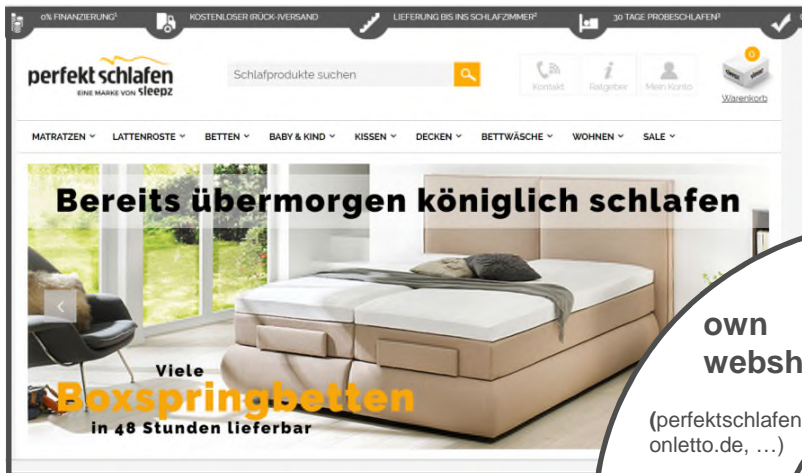 0% FINANZIERUNG¹ KOSTENLOSER (RÜCK-)VERSAND LIEFERUNG BIS INS SCHLAFZIMMER² 30 TAGE PROBESCHLAFEN³
perfekt schlafen
EINE MARKE VON sleepz
Schlafprodukte suchen
Kontakt Ratgeber Mein Konto
0
Warenkorb
MATRATZEN LATTENROSTE BETTEN BABY & KIND KISSEN DECKEN BETTWÄSCHE WOHNEN SALE
Bereits übermorgen königlich schlafen
Viele
Boxspringbetten
in 48 Stunden lieferbar
own
websh
(perfektschlafen
onletto.de, …)